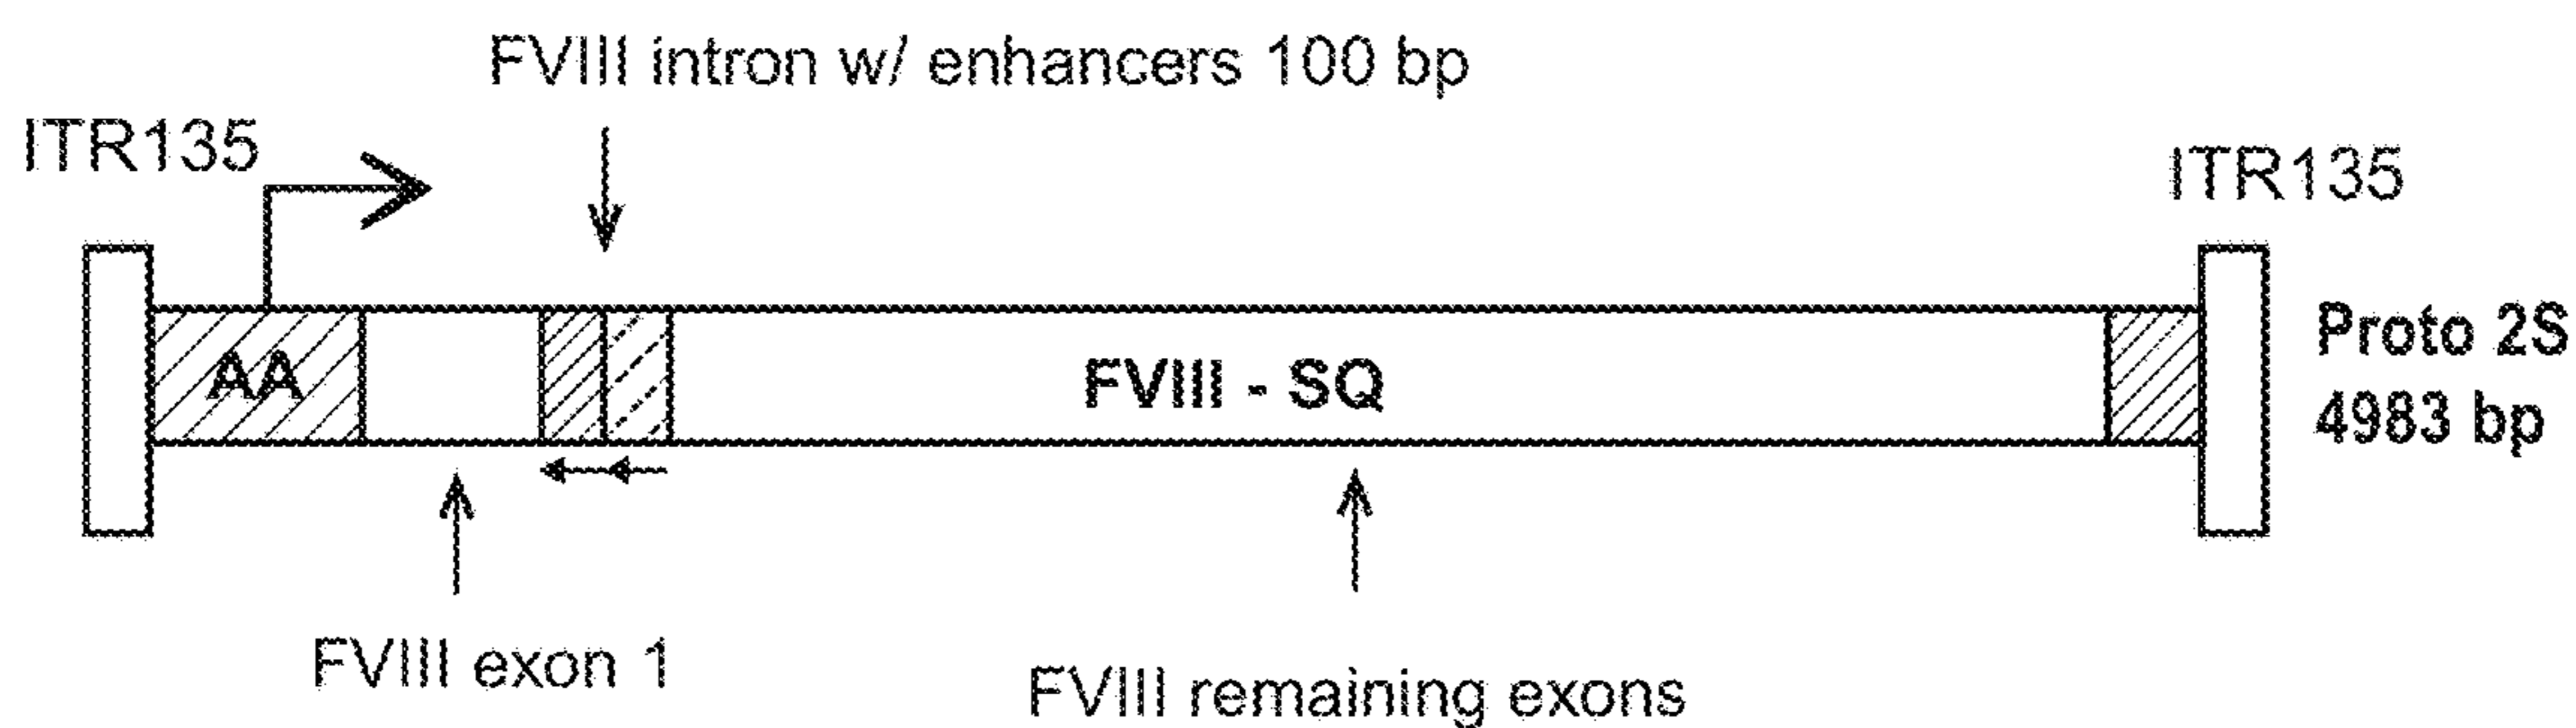 FVIII intron w/ enhancers 100 bp
ITR135
ITR135
AA
FVIII - SQ
Proto 2S
4983 bp
FVIII exon 1
FVIII remaining exons